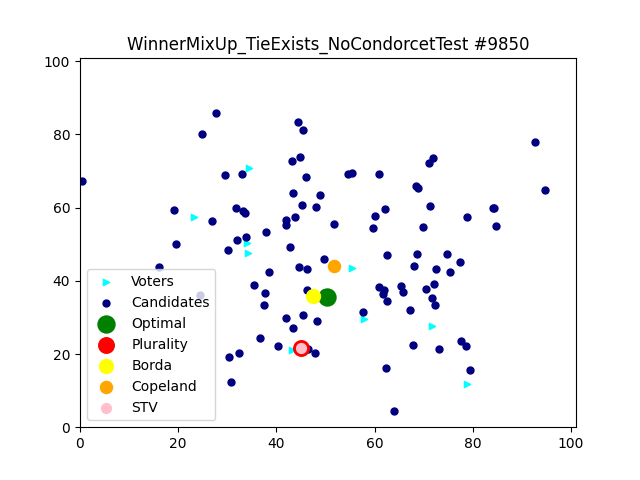 WinnerMixUp_TieExists_NoCondorcetTest #9850
100
80
60
40
20
0
Voters
Candidates
Optimal
Plurality
Borda
Copeland
STV
0 20 40 60 80 100